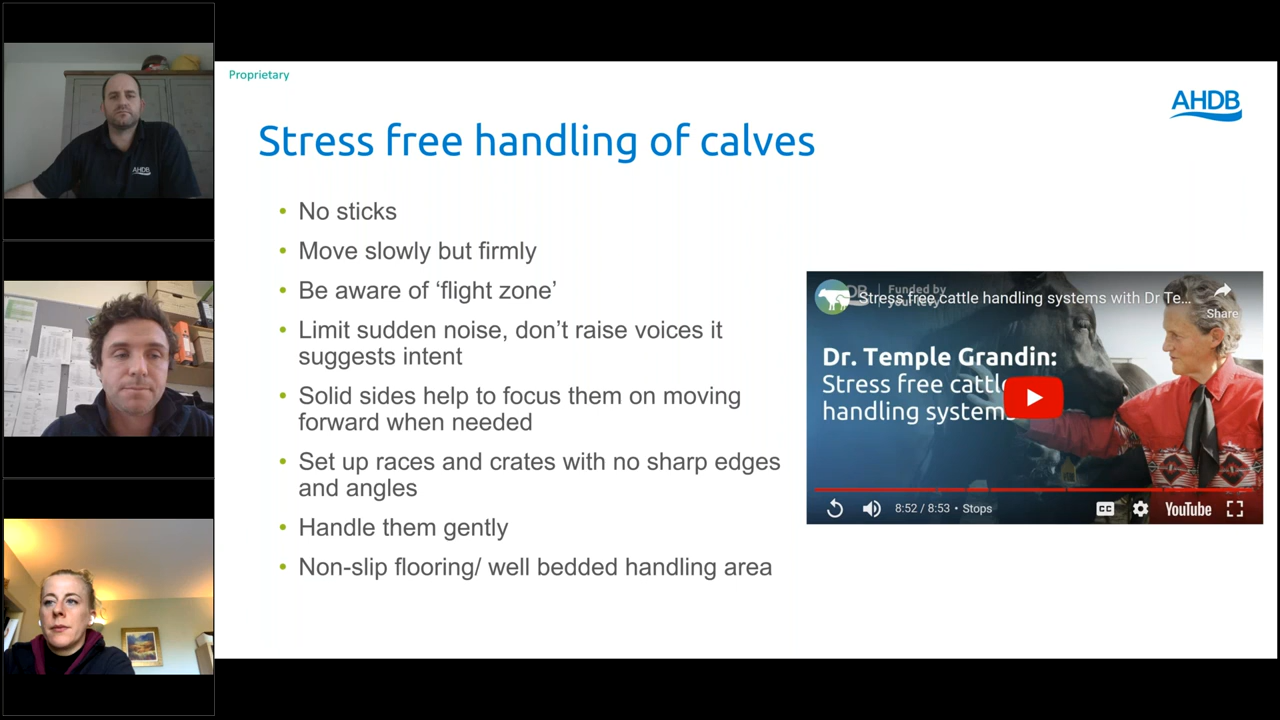 AHDB
Proprietary
AHDB
Stress free handling of calves
• No sticks
• Move slowly but firmly
• Be aware of ‘flight zone’
• Limit sudden noise, don’t raise voices it
suggests intent
• Solid sides help to focus them on moving
forward when needed
• Set up races and crates with no sharp edges
and angles
• Handle them gently
• Non-slip flooring/ well bedded handling area
Funded by
Stress free cattle handling systems with Dr Te...
Share
Dr. Temple Grandin:
Stress free cattle
handling systems
8:52 / 8:53 • Stops
CC
YouTube